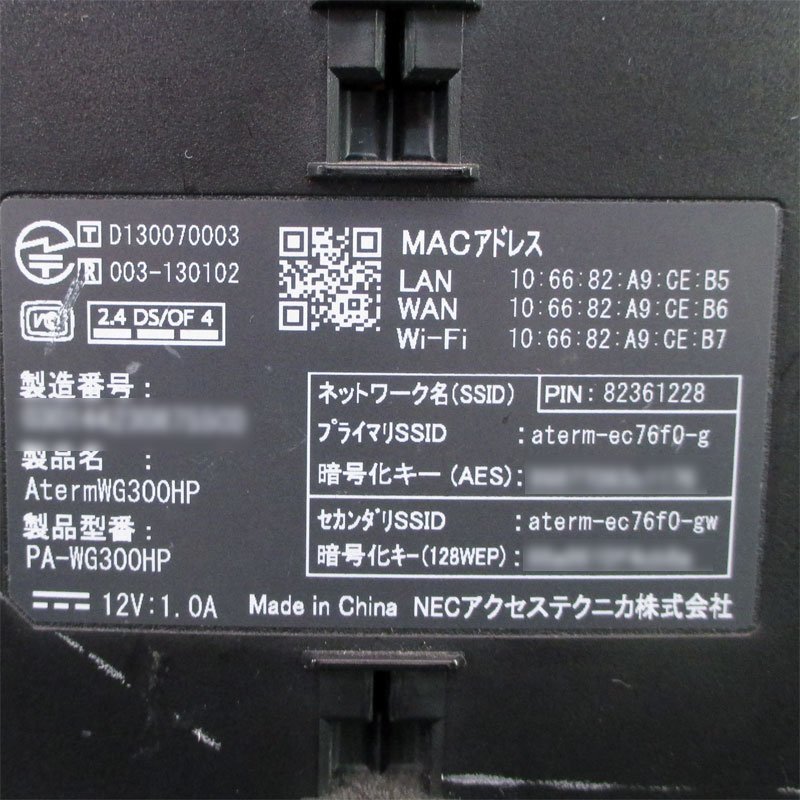 T D130070003
R 003-130102
VCCI
2.4 DS/OF 4
MACアドレス
LAN 10:66:82:A9:CE:B5
WAN 10:66:82:A9:CE:B6
Wi-Fi 10:66:82:A9:CE:B7
製造番号:
製品名 :
AtermWG300HP
製品型番:
PA-WG300HP
ネットワーク名(SSID) PIN: 82361228
プライマリSSID :aterm-ec76f0-g
暗号化キー(AES):
セカンダリSSID :aterm-ec76f0-gw
暗号化キー(128WEP):
12V:1.0A Made in China NECアクセステクニカ株式会社